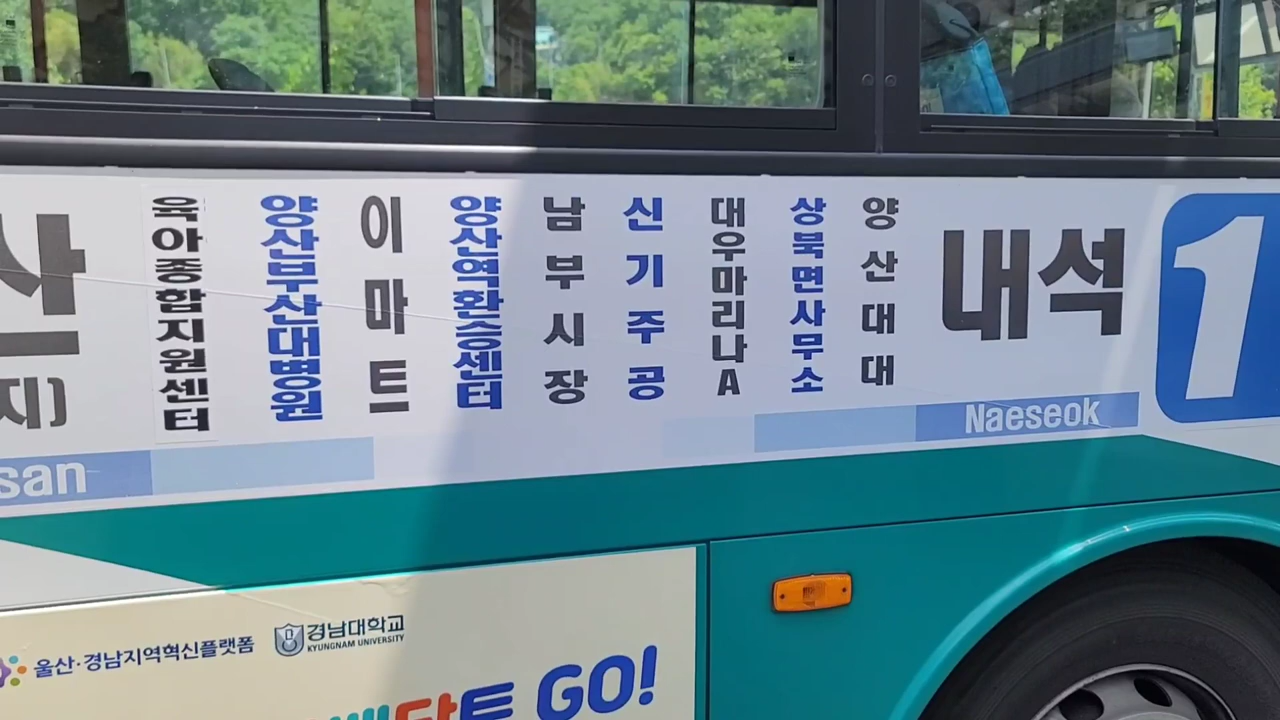 산
지)
san
육아종합지원센터
양산부산대병원
이마트
양산역환승센터
남부시장
신기주공
대우마리나A
상북면사무소
양산대대
내석
Naeseok
1
울산·경남지역혁신플랫폼
경남대학교
KYUNGNAM UNIVERSITY
GO!